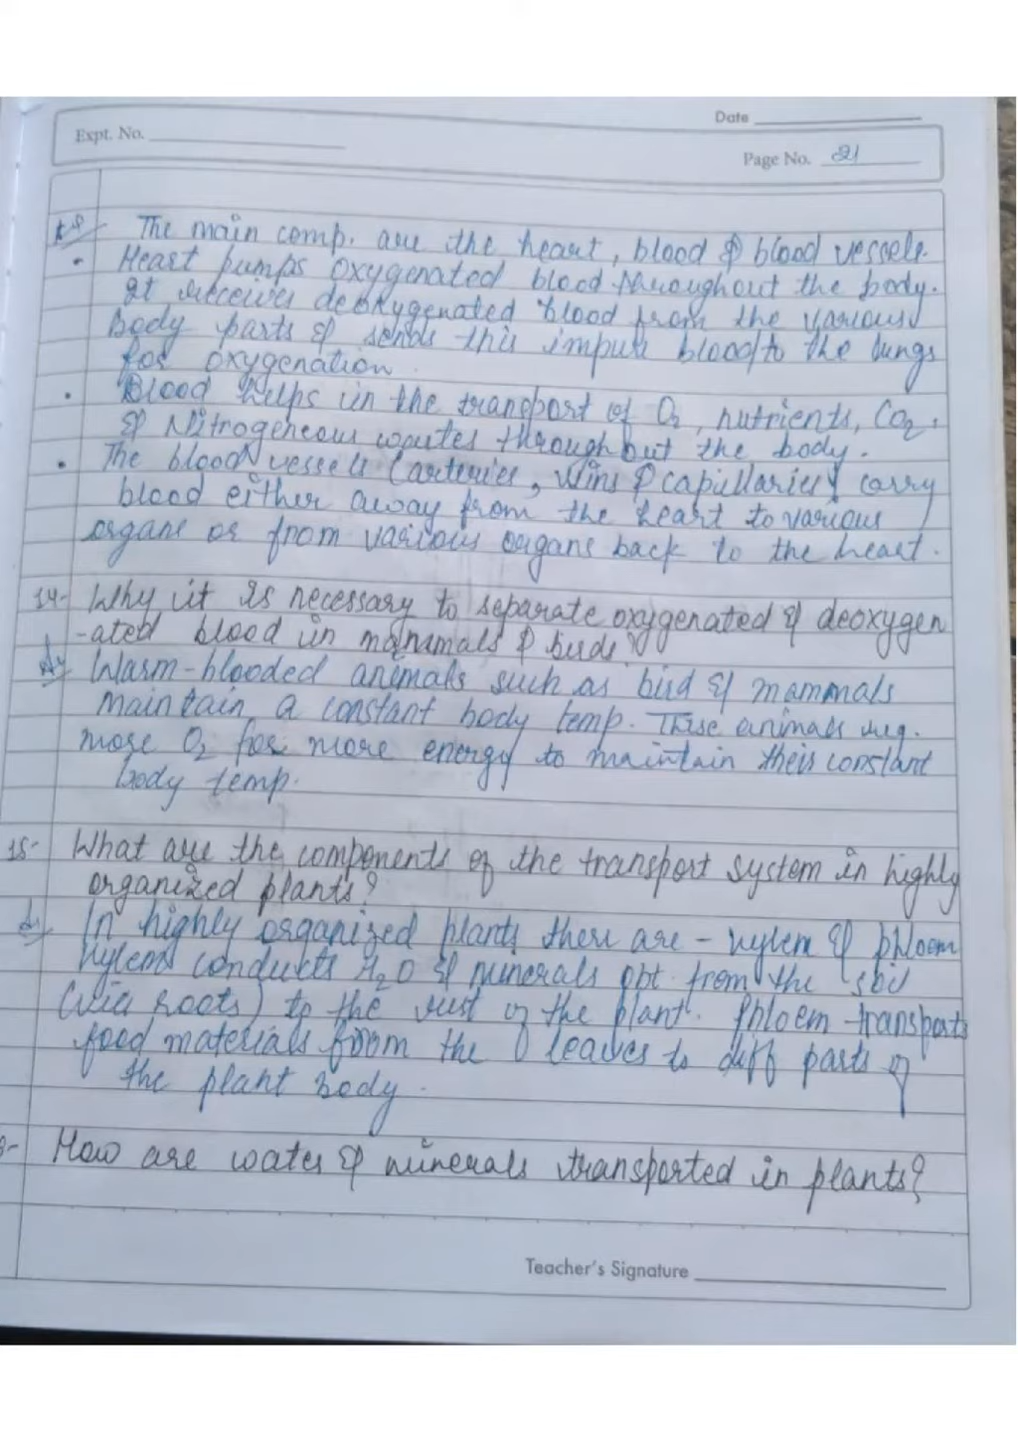 Date
Expt. No.
Page No. 21
The main comp. are the heart, blood & blood vessels.
• Heart pumps oxygenated blood throughout the body.
It receives deoxygenated blood from the various
body parts & sends this impure blood to the lungs
for oxygenation.
• Blood helps in the transport of O2, nutrients, CO2,
& Nitrogeneous wastes throughout the body.
• The blood vessels (arteries, veins & capillaries) carry
blood either away from the heart to various
organs or from various organs back to the heart.
14- Why it is necessary to separate oxygenated & deoxygen
-ated blood in mammals & birds?
Warm-blooded animals such as bird & mammals
maintain a constant body temp. These animals req.
more O2 for more energy to maintain their constant
body temp.
15- What are the components of the transport system in highly
organized plants?
In highly organized plants there are - xylem & phloem
Xylem conducts H2O & minerals obt. from the soil
(via roots) to the rest of the plant. Phloem transports
food materials from the leaves to diff parts of
the plant body.
How are water & minerals transported in plants?
Teacher's Signature